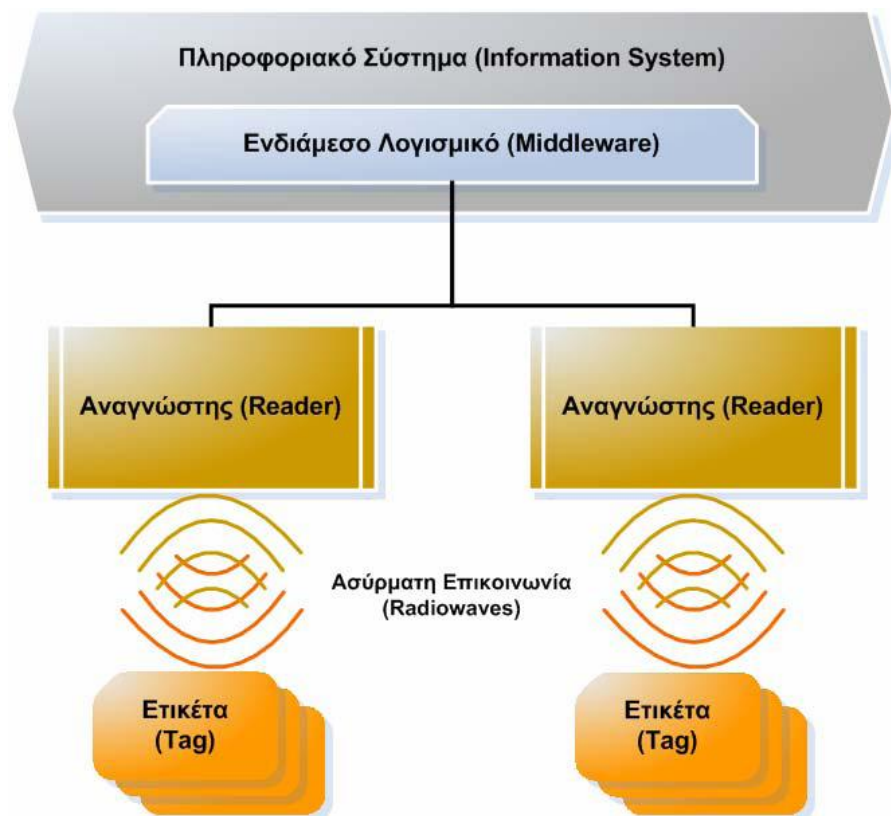 Πληροφοριακό Σύστημα (Information System)
Ενδιάμεσο Λογισμικό (Middleware)
Αναγνώστης (Reader)
Αναγνώστης (Reader)
Ασύρματη Επικοινωνία
(Radiowaves)
Ετικέτα
(Tag)
Ετικέτα
(Tag)